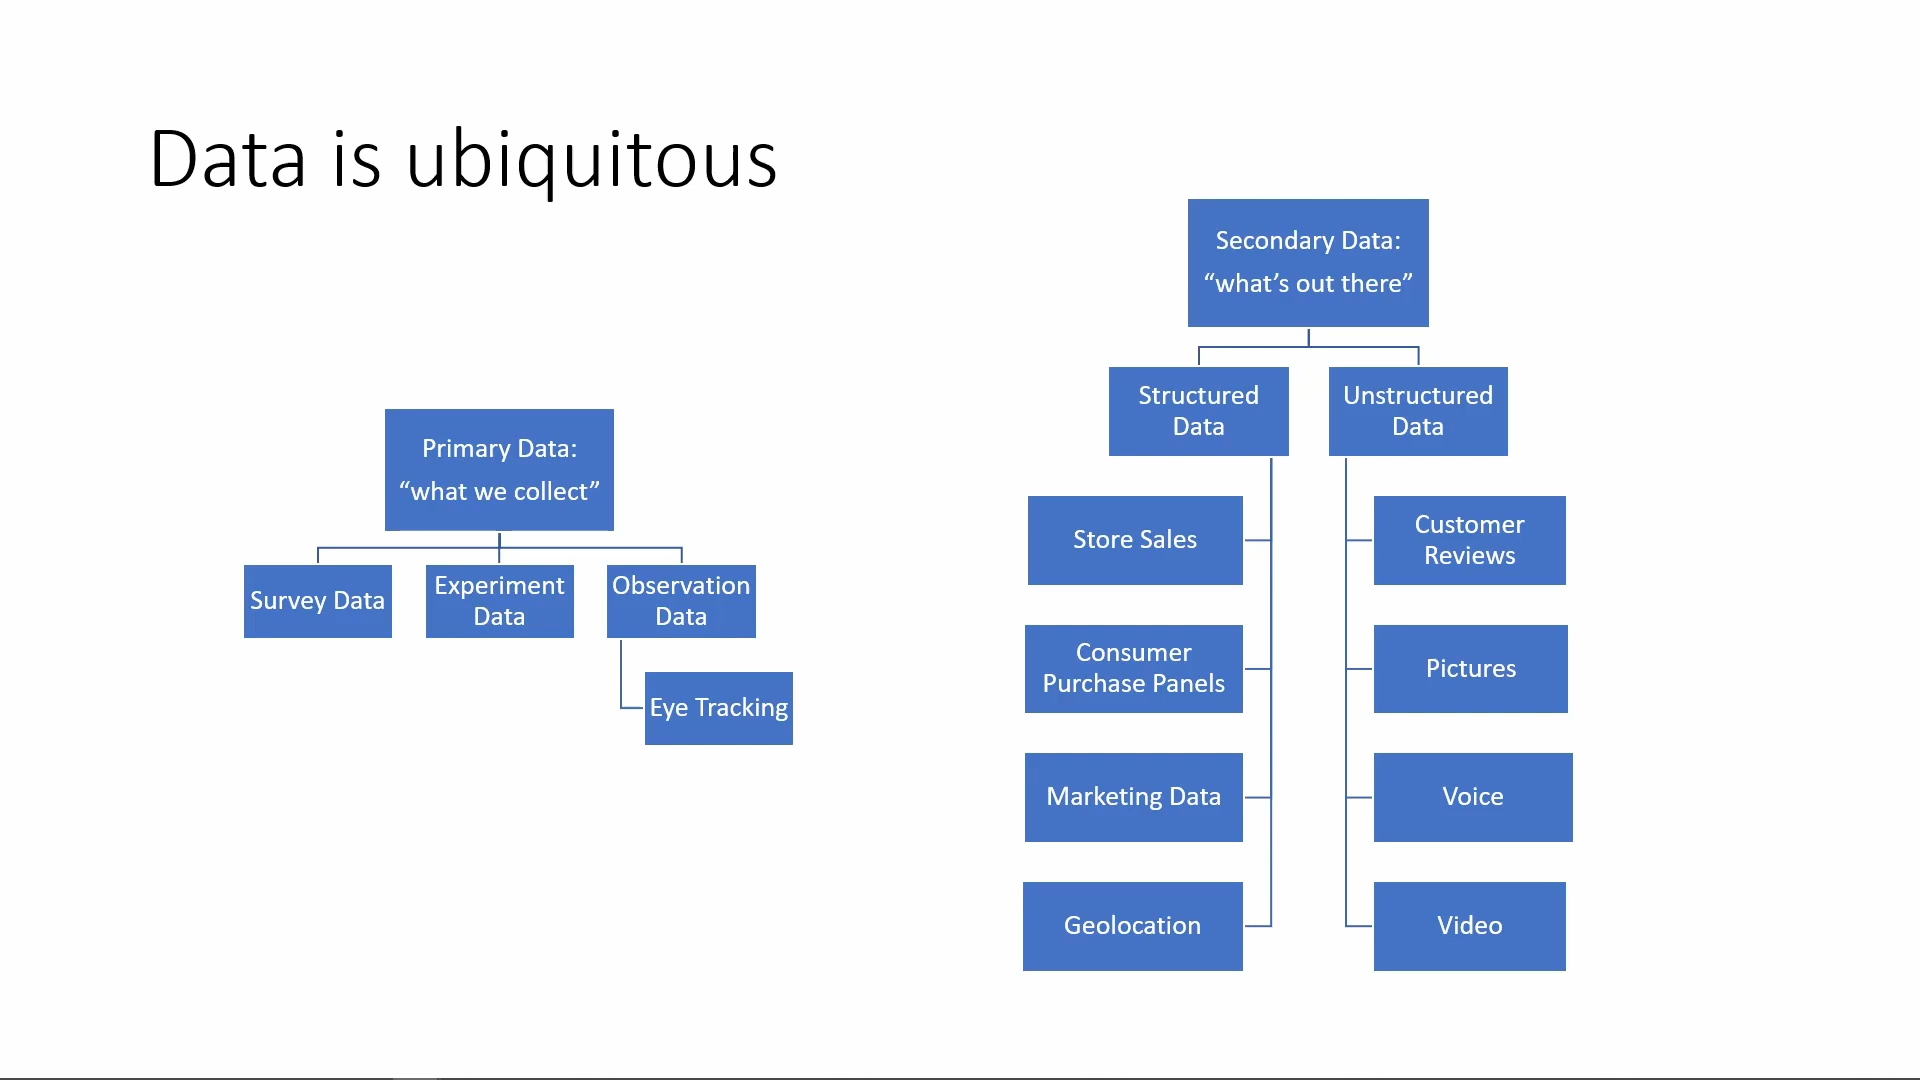 Data is ubiquitous
Primary Data:
“what we collect”
Survey Data
Experiment
Data
Observation
Data
Eye Tracking
Secondary Data:
“what’s out there”
Structured
Data
Store Sales
Consumer
Purchase Panels
Marketing Data
Geolocation
Unstructured
Data
Customer
Reviews
Pictures
Voice
Video